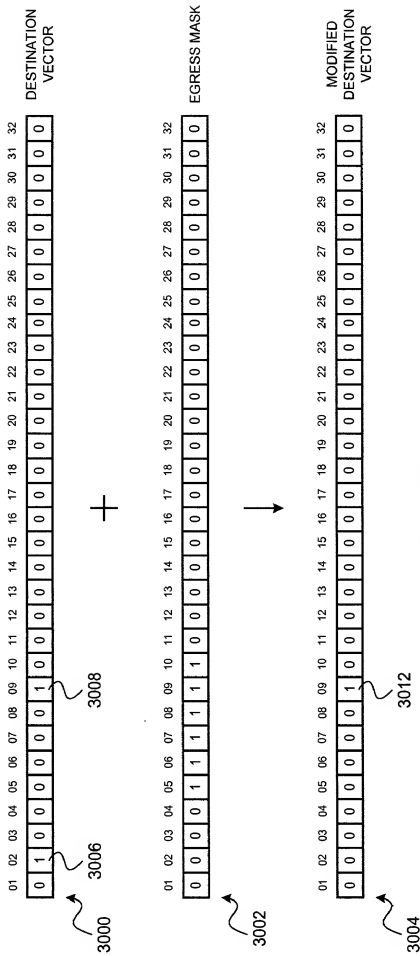 01 02 03 04 05 06 07 08 09 10 11 12 13 14 15 16 17 18 19 20 21 22 23 24 25 26 27 28 29 30 31 32
0 1 0 0 0 0 0 0 1 0 0 0 0 0 0 0 0 0 0 0 0 0 0 0 0 0 0 0 0 0 0 0
DESTINATION
VECTOR
3000
3006
3008
+
01 02 03 04 05 06 07 08 09 10 11 12 13 14 15 16 17 18 19 20 21 22 23 24 25 26 27 28 29 30 31 32
0 0 0 0 1 1 1 1 1 1 0 0 0 0 0 0 0 0 0 0 0 0 0 0 0 0 0 0 0 0 0 0
EGRESS MASK
3002
01 02 03 04 05 06 07 08 09 10 11 12 13 14 15 16 17 18 19 20 21 22 23 24 25 26 27 28 29 30 31 32
0 0 0 0 0 0 0 0 1 0 0 0 0 0 0 0 0 0 0 0 0 0 0 0 0 0 0 0 0 0 0 0
MODIFIED
DESTINATION
VECTOR
3004
3012